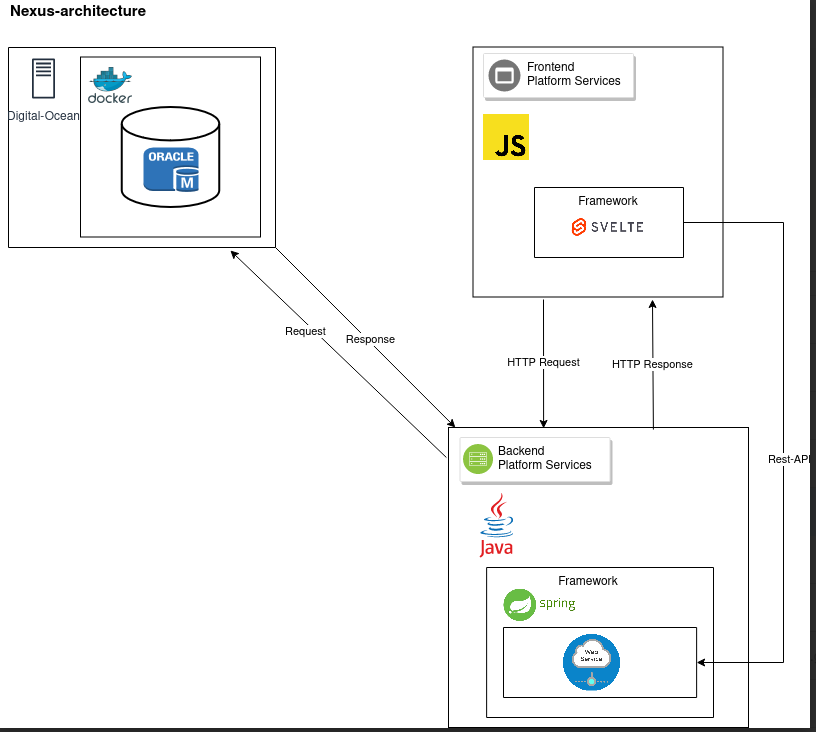 Nexus-architecture
Digital-Ocean
docker
ORACLE
M
Frontend
Platform Services
JS
Framework
SVELTE
Request
Response
HTTP Request
HTTP Response
Rest-API
Backend
Platform Services
Java
Framework
spring
Web
Service